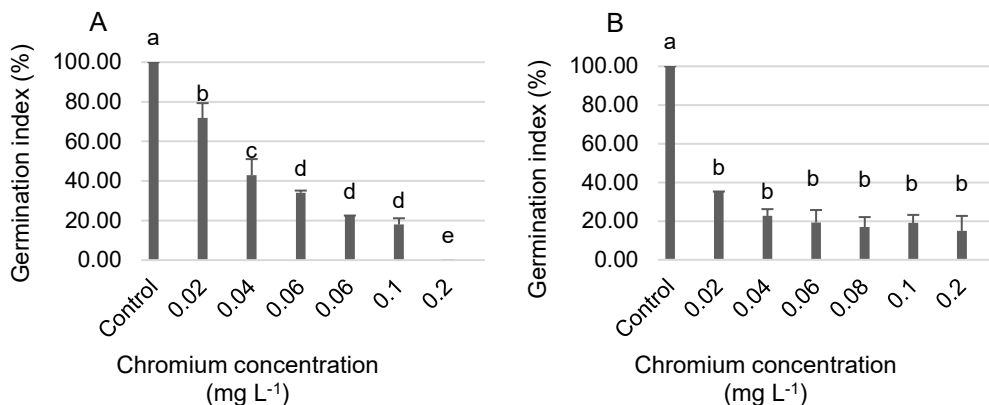 A
Germination index (%)
100.00
80.00
60.00
40.00
20.00
0.00
a
b
c
d
d
d
e
Control
0.02
0.04
0.06
0.06
0.1
0.2
Chromium concentration
(mg L⁻¹)
B
Germination index (%)
100.00
80.00
60.00
40.00
20.00
0.00
a
b
b
b
b
b
b
Control
0.02
0.04
0.06
0.08
0.1
0.2
Chromium concentration
(mg L⁻¹)